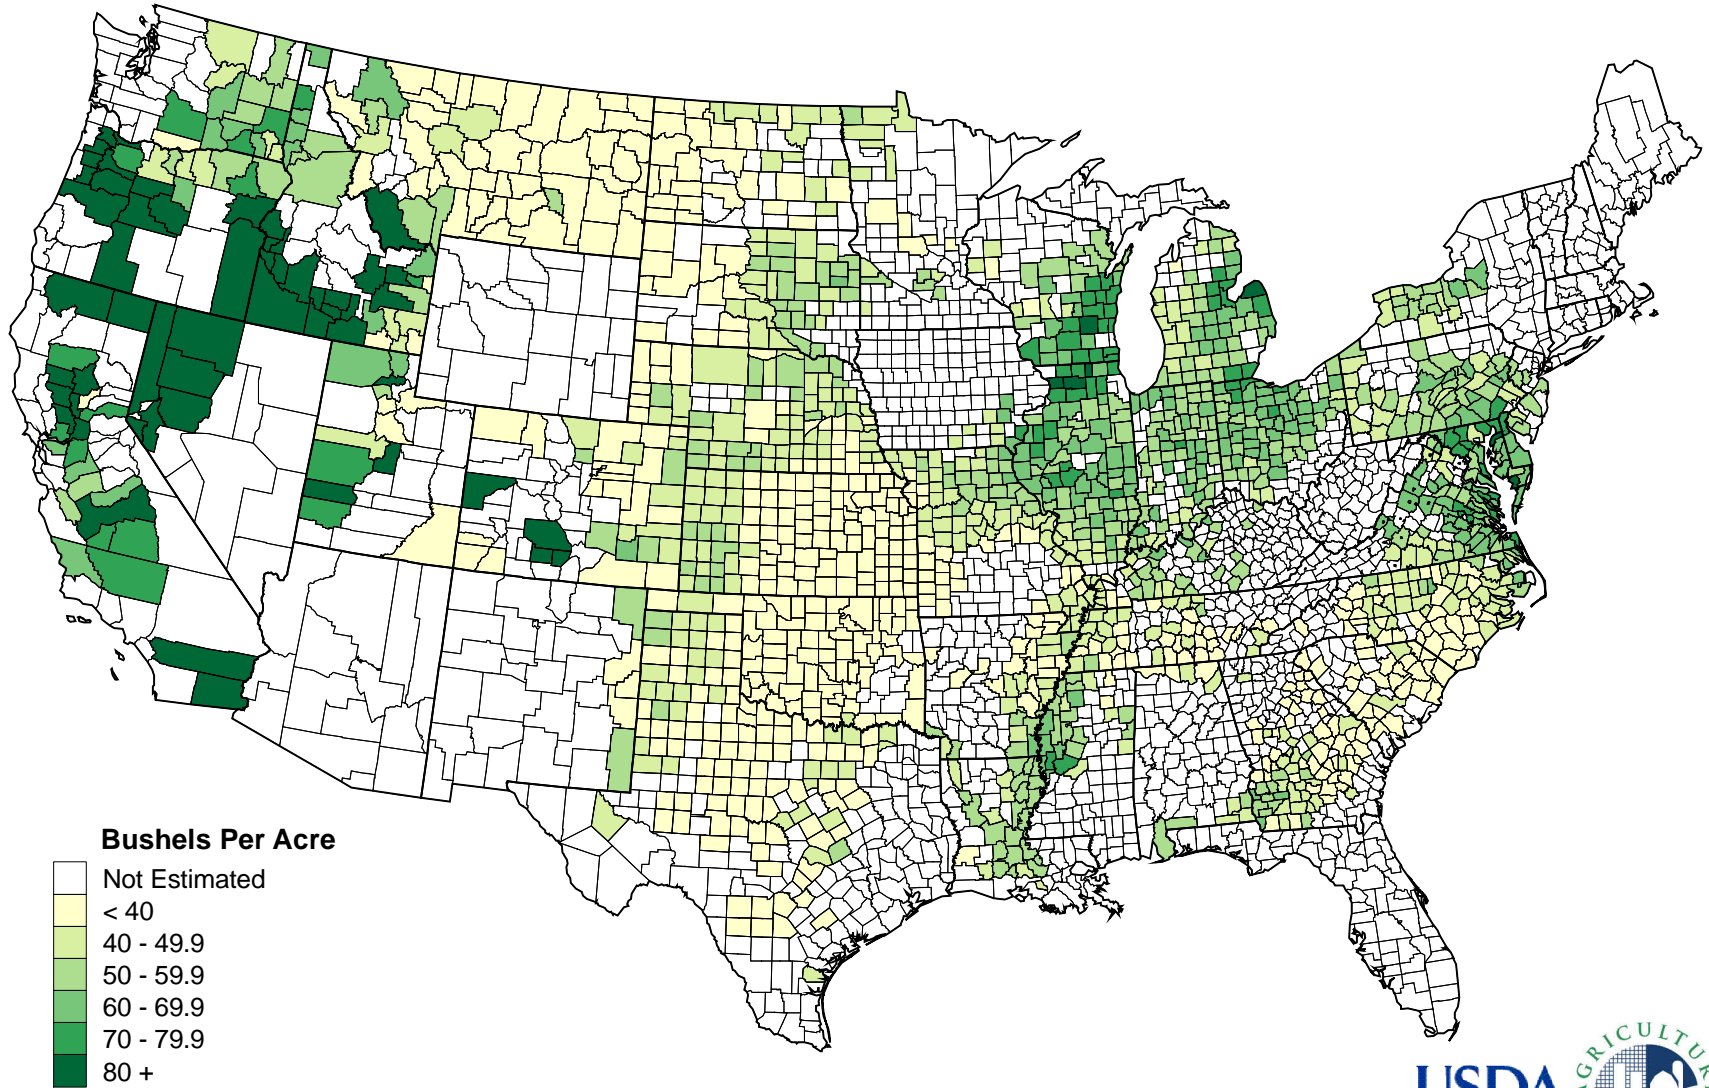 Bushels Per Acre
Not Estimated
< 40
40 - 49.9
50 - 59.9
60 - 69.9
70 - 79.9
80 +
USDA
AGRICULTU